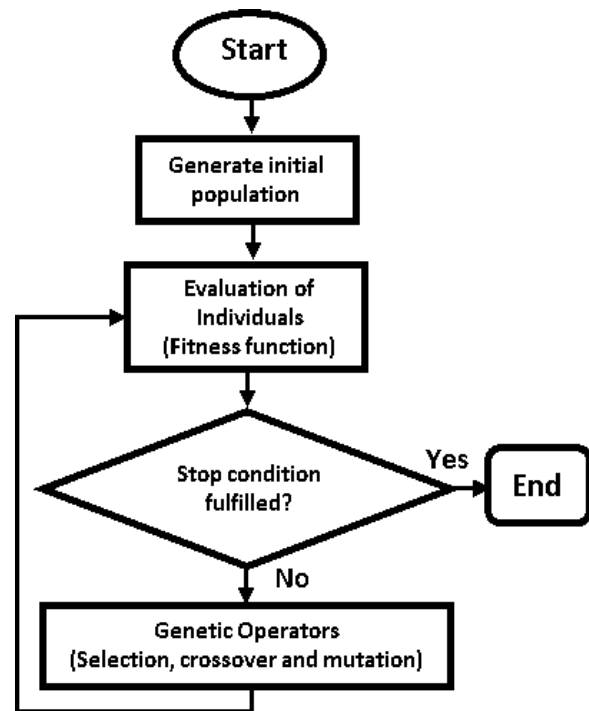 Start
Generate initial
population
Evaluation of
Individuals
(Fitness function)
Stop condition
fulfilled?
Yes
End
No
Genetic Operators
(Selection, crossover and mutation)